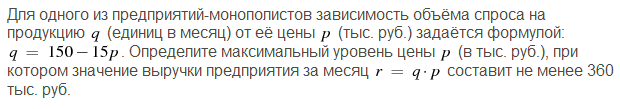 Для одного из предприятий-монополистов зависимость объёма спроса на
продукцию q (единиц в месяц) от её цены p (тыс. руб.) задаётся формулой:
q = 150 − 15p. Определите максимальный уровень цены p (в тыс. руб.), при
котором значение выручки предприятия за месяц r = q · p составит не менее 360
тыс. руб.